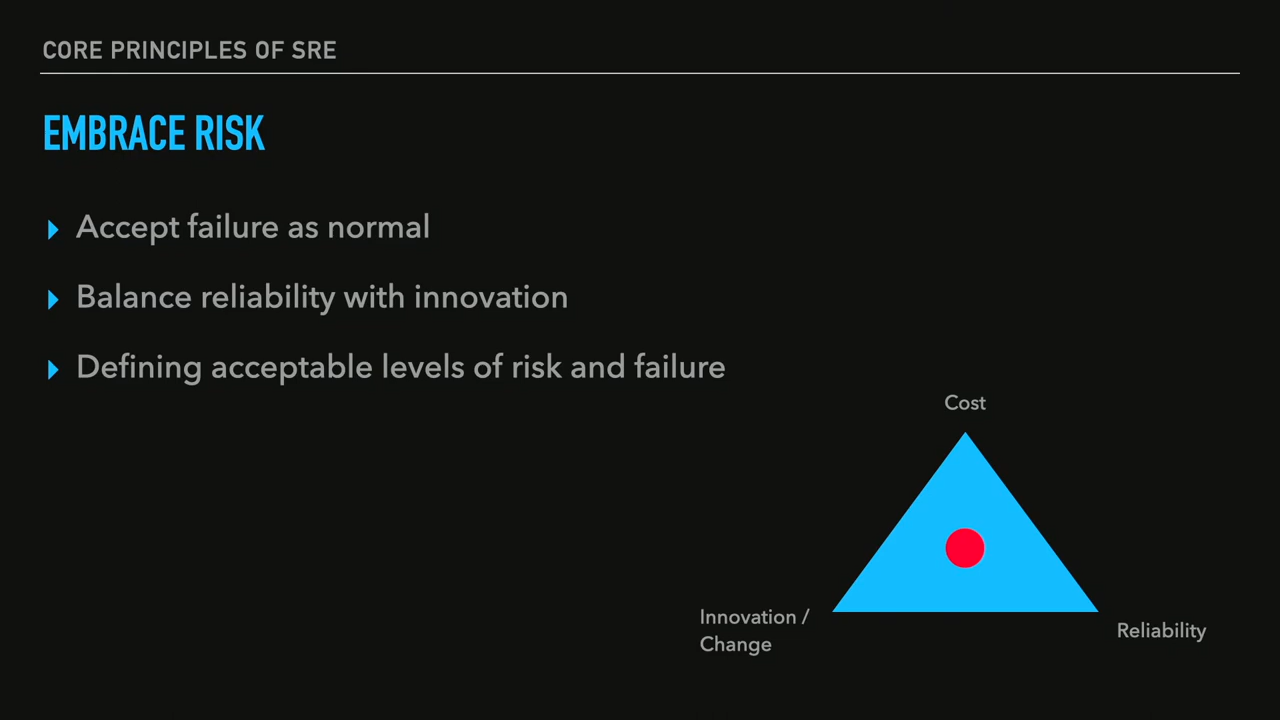 CORE PRINCIPLES OF SRE
EMBRACE RISK
Accept failure as normal
Balance reliability with innovation
Defining acceptable levels of risk and failure
Cost
Innovation /
Change
Reliability